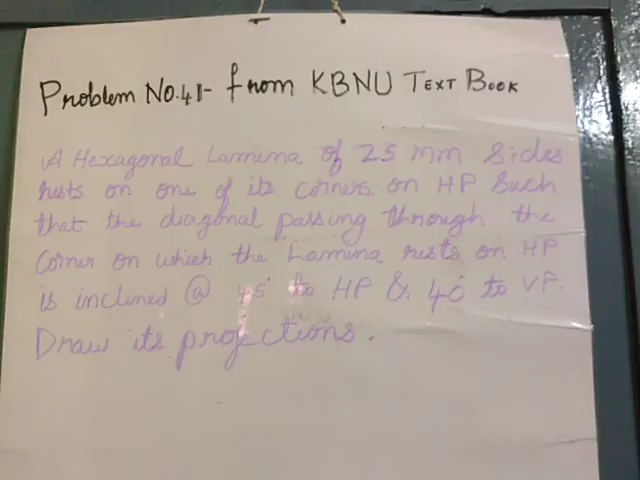 Problem No.41- from KBNU Text Book
A Hexagonal Lamina of 25 mm Sides
rests on one of its corners on HP Such
that the diagonal passing through the
Corner on which the Lamina rests on HP
is inclined @ 45° to HP & 40° to VP.
Draw its projections.